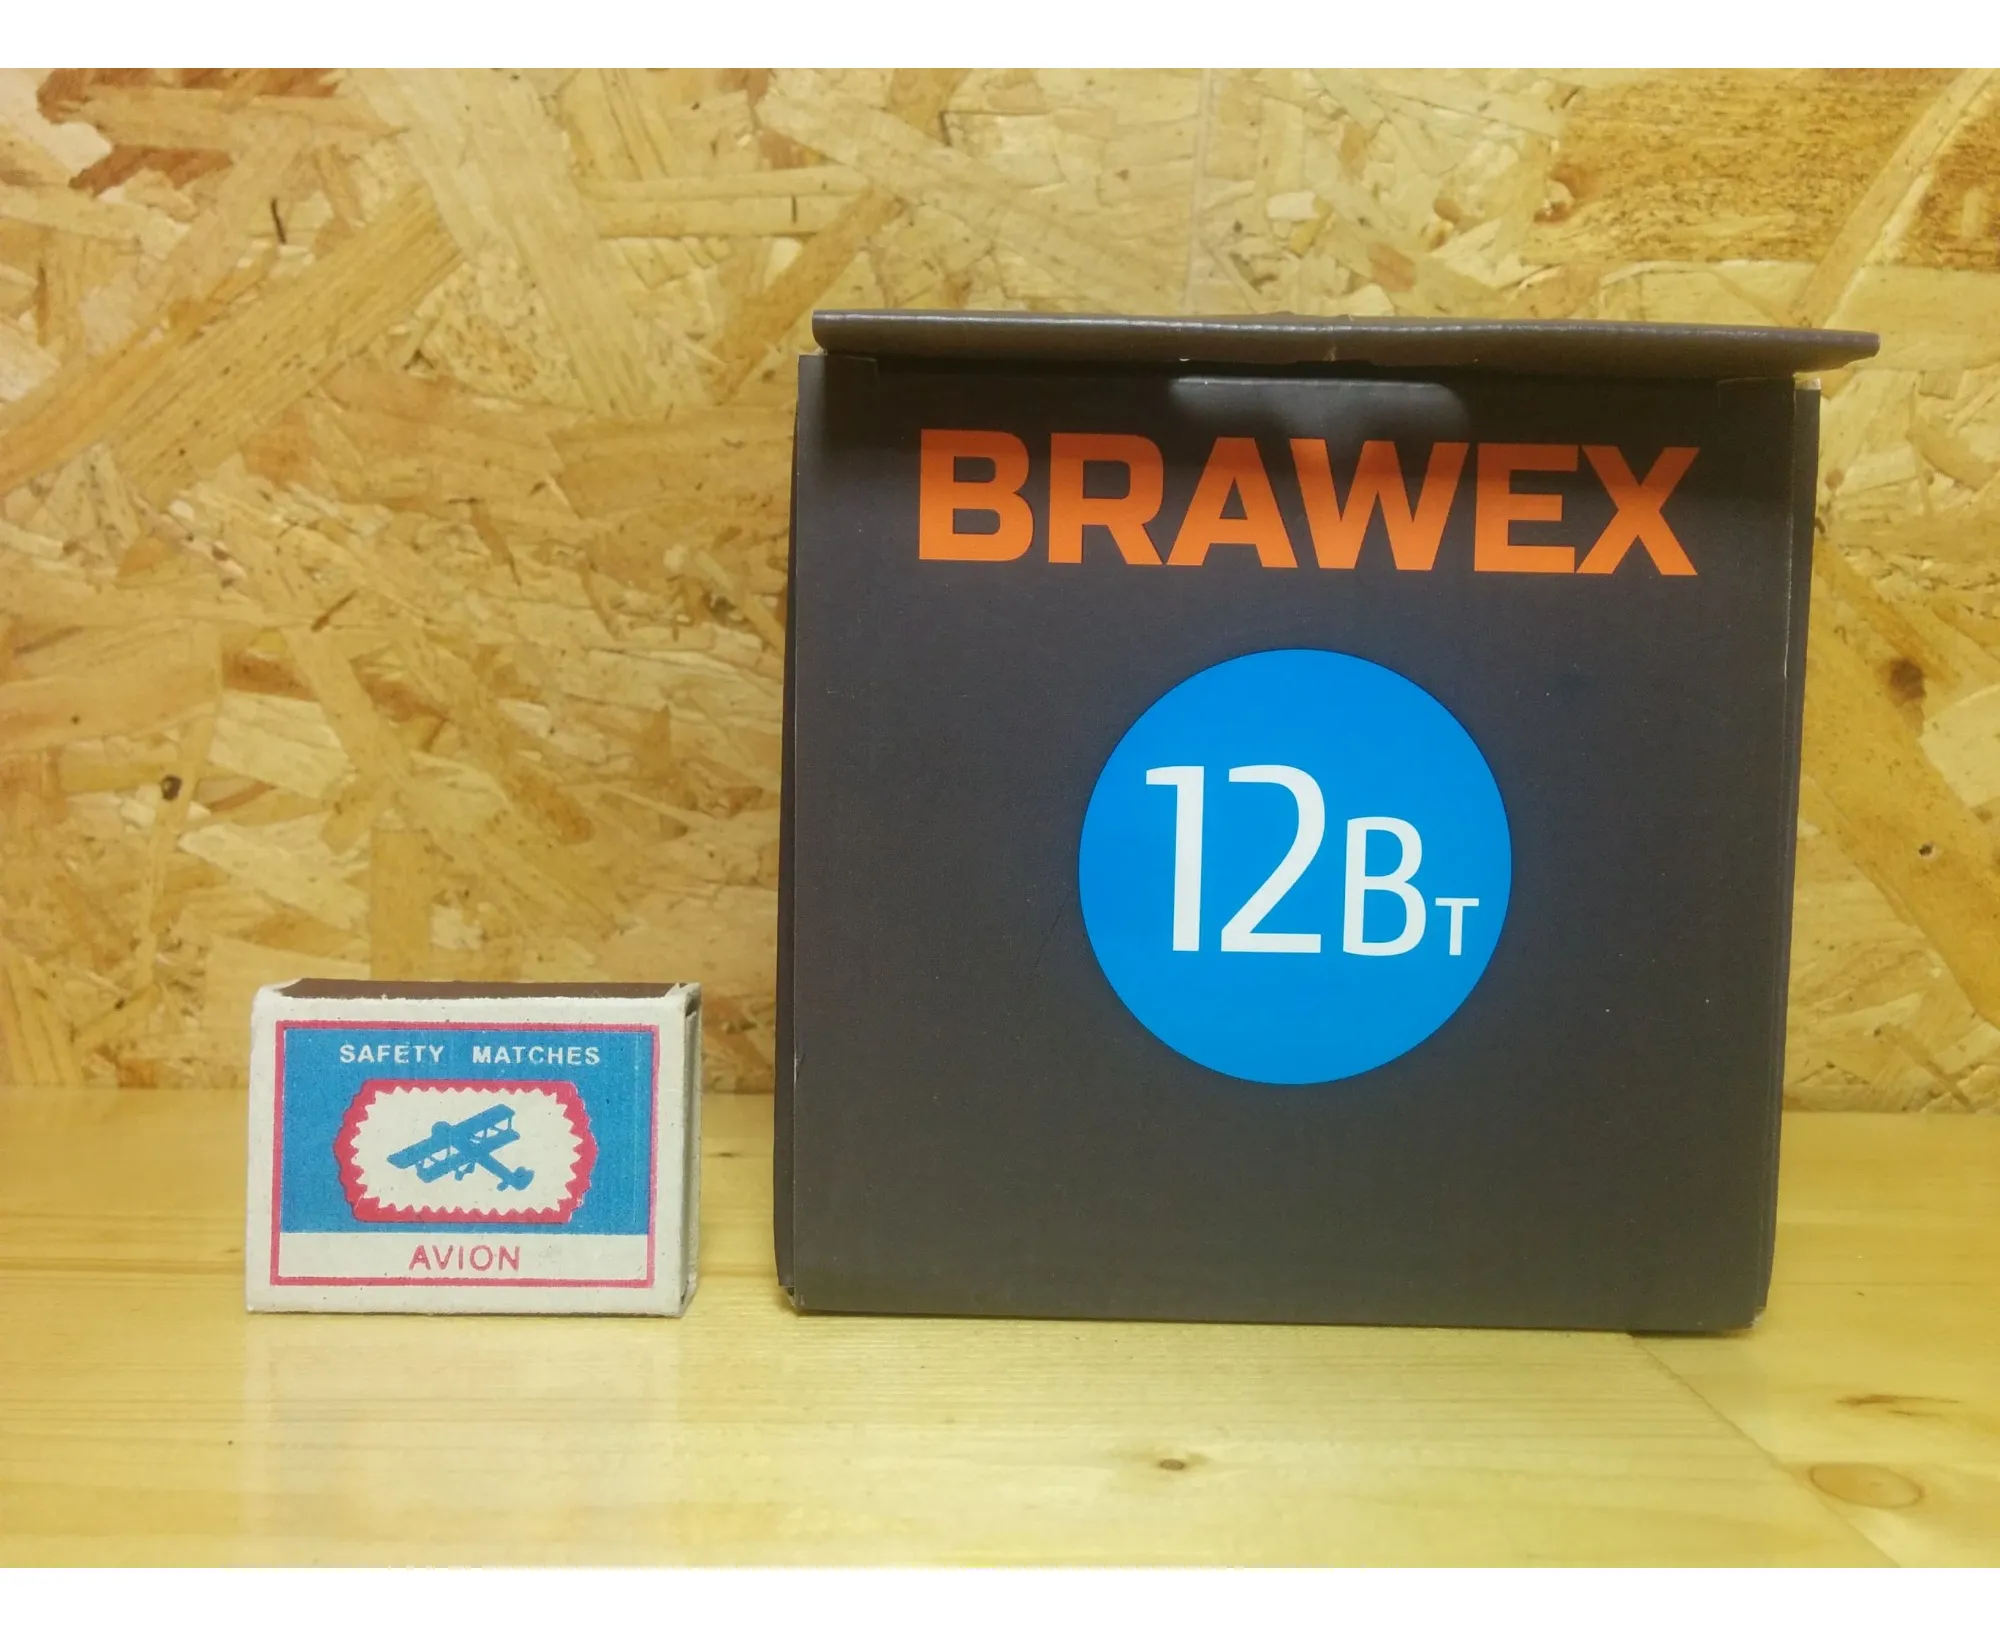 BRAWEX
12Вт
SAFETY MATCHES
AVION